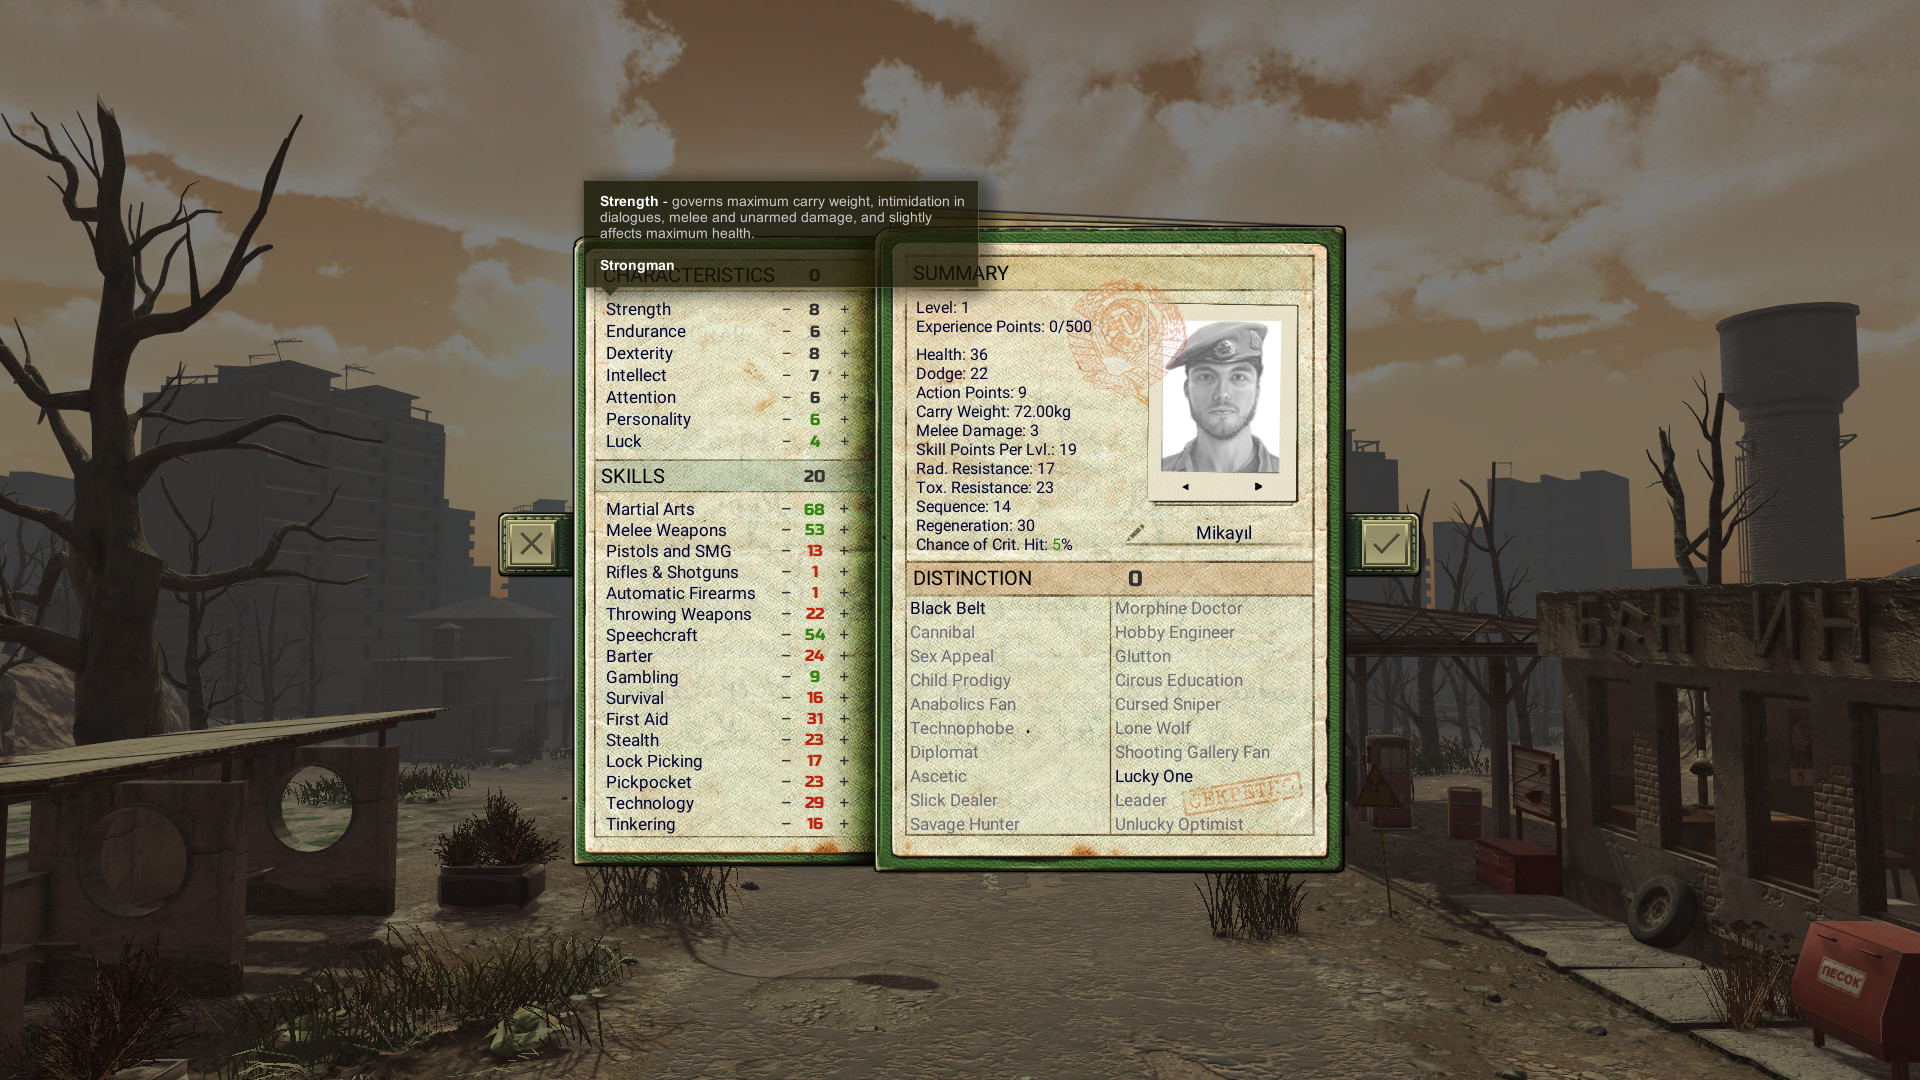 Strength - governs maximum carry weight, intimidation in
dialogues, melee and unarmed damage, and slightly
affects maximum health.
Strongman
CHARACTERISTICS 0
Strength - 8 +
Endurance - 6 +
Dexterity - 8 +
Intellect - 7 +
Attention - 6 +
Personality - 6 +
Luck - 4 +
SKILLS 20
Martial Arts - 68 +
Melee Weapons - 53 +
Pistols and SMG - 13 +
Rifles & Shotguns - 1 +
Automatic Firearms - 1 +
Throwing Weapons - 22 +
Speechcraft - 54 +
Barter - 24 +
Gambling - 9 +
Survival - 16 +
First Aid - 31 +
Stealth - 23 +
Lock Picking - 17 +
Pickpocket - 23 +
Technology - 29 +
Tinkering - 16 +
SUMMARY
Level: 1
Experience Points: 0/500
Health: 36
Dodge: 22
Action Points: 9
Carry Weight: 72.00kg
Melee Damage: 3
Skill Points Per Lvl.: 19
Rad. Resistance: 17
Tox. Resistance: 23
Sequence: 14
Regeneration: 30
Chance of Crit. Hit: 5%
Mikayıl
DISTINCTION 0
Black Belt
Cannibal
Sex Appeal
Child Prodigy
Anabolics Fan
Technophobe
Diplomat
Ascetic
Slick Dealer
Savage Hunter
Morphine Doctor
Hobby Engineer
Glutton
Circus Education
Cursed Sniper
Lone Wolf
Shooting Gallery Fan
Lucky One
Leader
Unlucky Optimist
СЕКРЕТНО
ПЕСОК